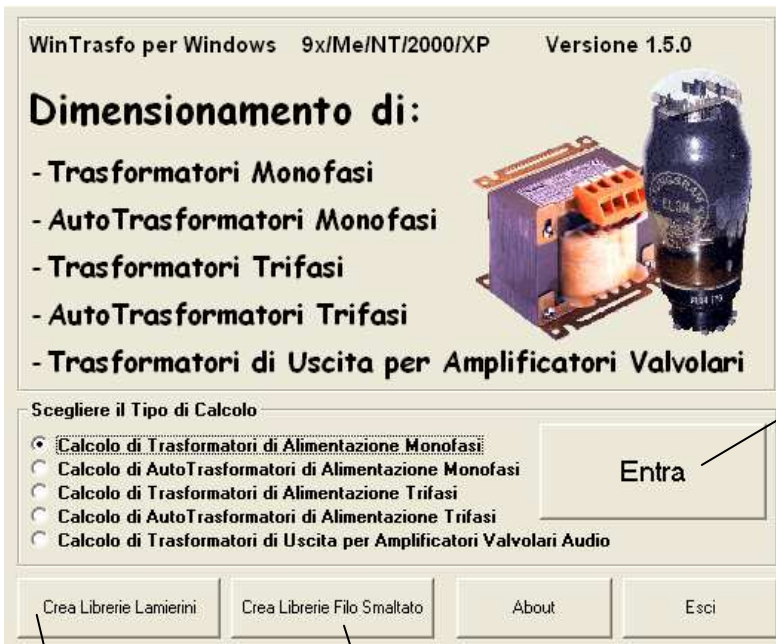 WinTrasfo per Windows 9x/Me/NT/2000/XP Versione 1.5.0
Dimensionamento di:
- Trasformatori Monofasi
- AutoTrasformatori Monofasi
- Trasformatori Trifasi
- AutoTrasformatori Trifasi
- Trasformatori di Uscita per Amplificatori Valvolari
Scegliere il Tipo di Calcolo
Calcolo di Trasformatori di Alimentazione Monofasi
Calcolo di AutoTrasformatori di Alimentazione Monofasi
Calcolo di Trasformatori di Alimentazione Trifasi
Calcolo di AutoTrasformatori di Alimentazione Trifasi
Calcolo di Trasformatori di Uscita per Amplificatori Valvolari Audio
Entra
Crea Librerie Lamierini Crea Librerie Filo Smaltato About Esci